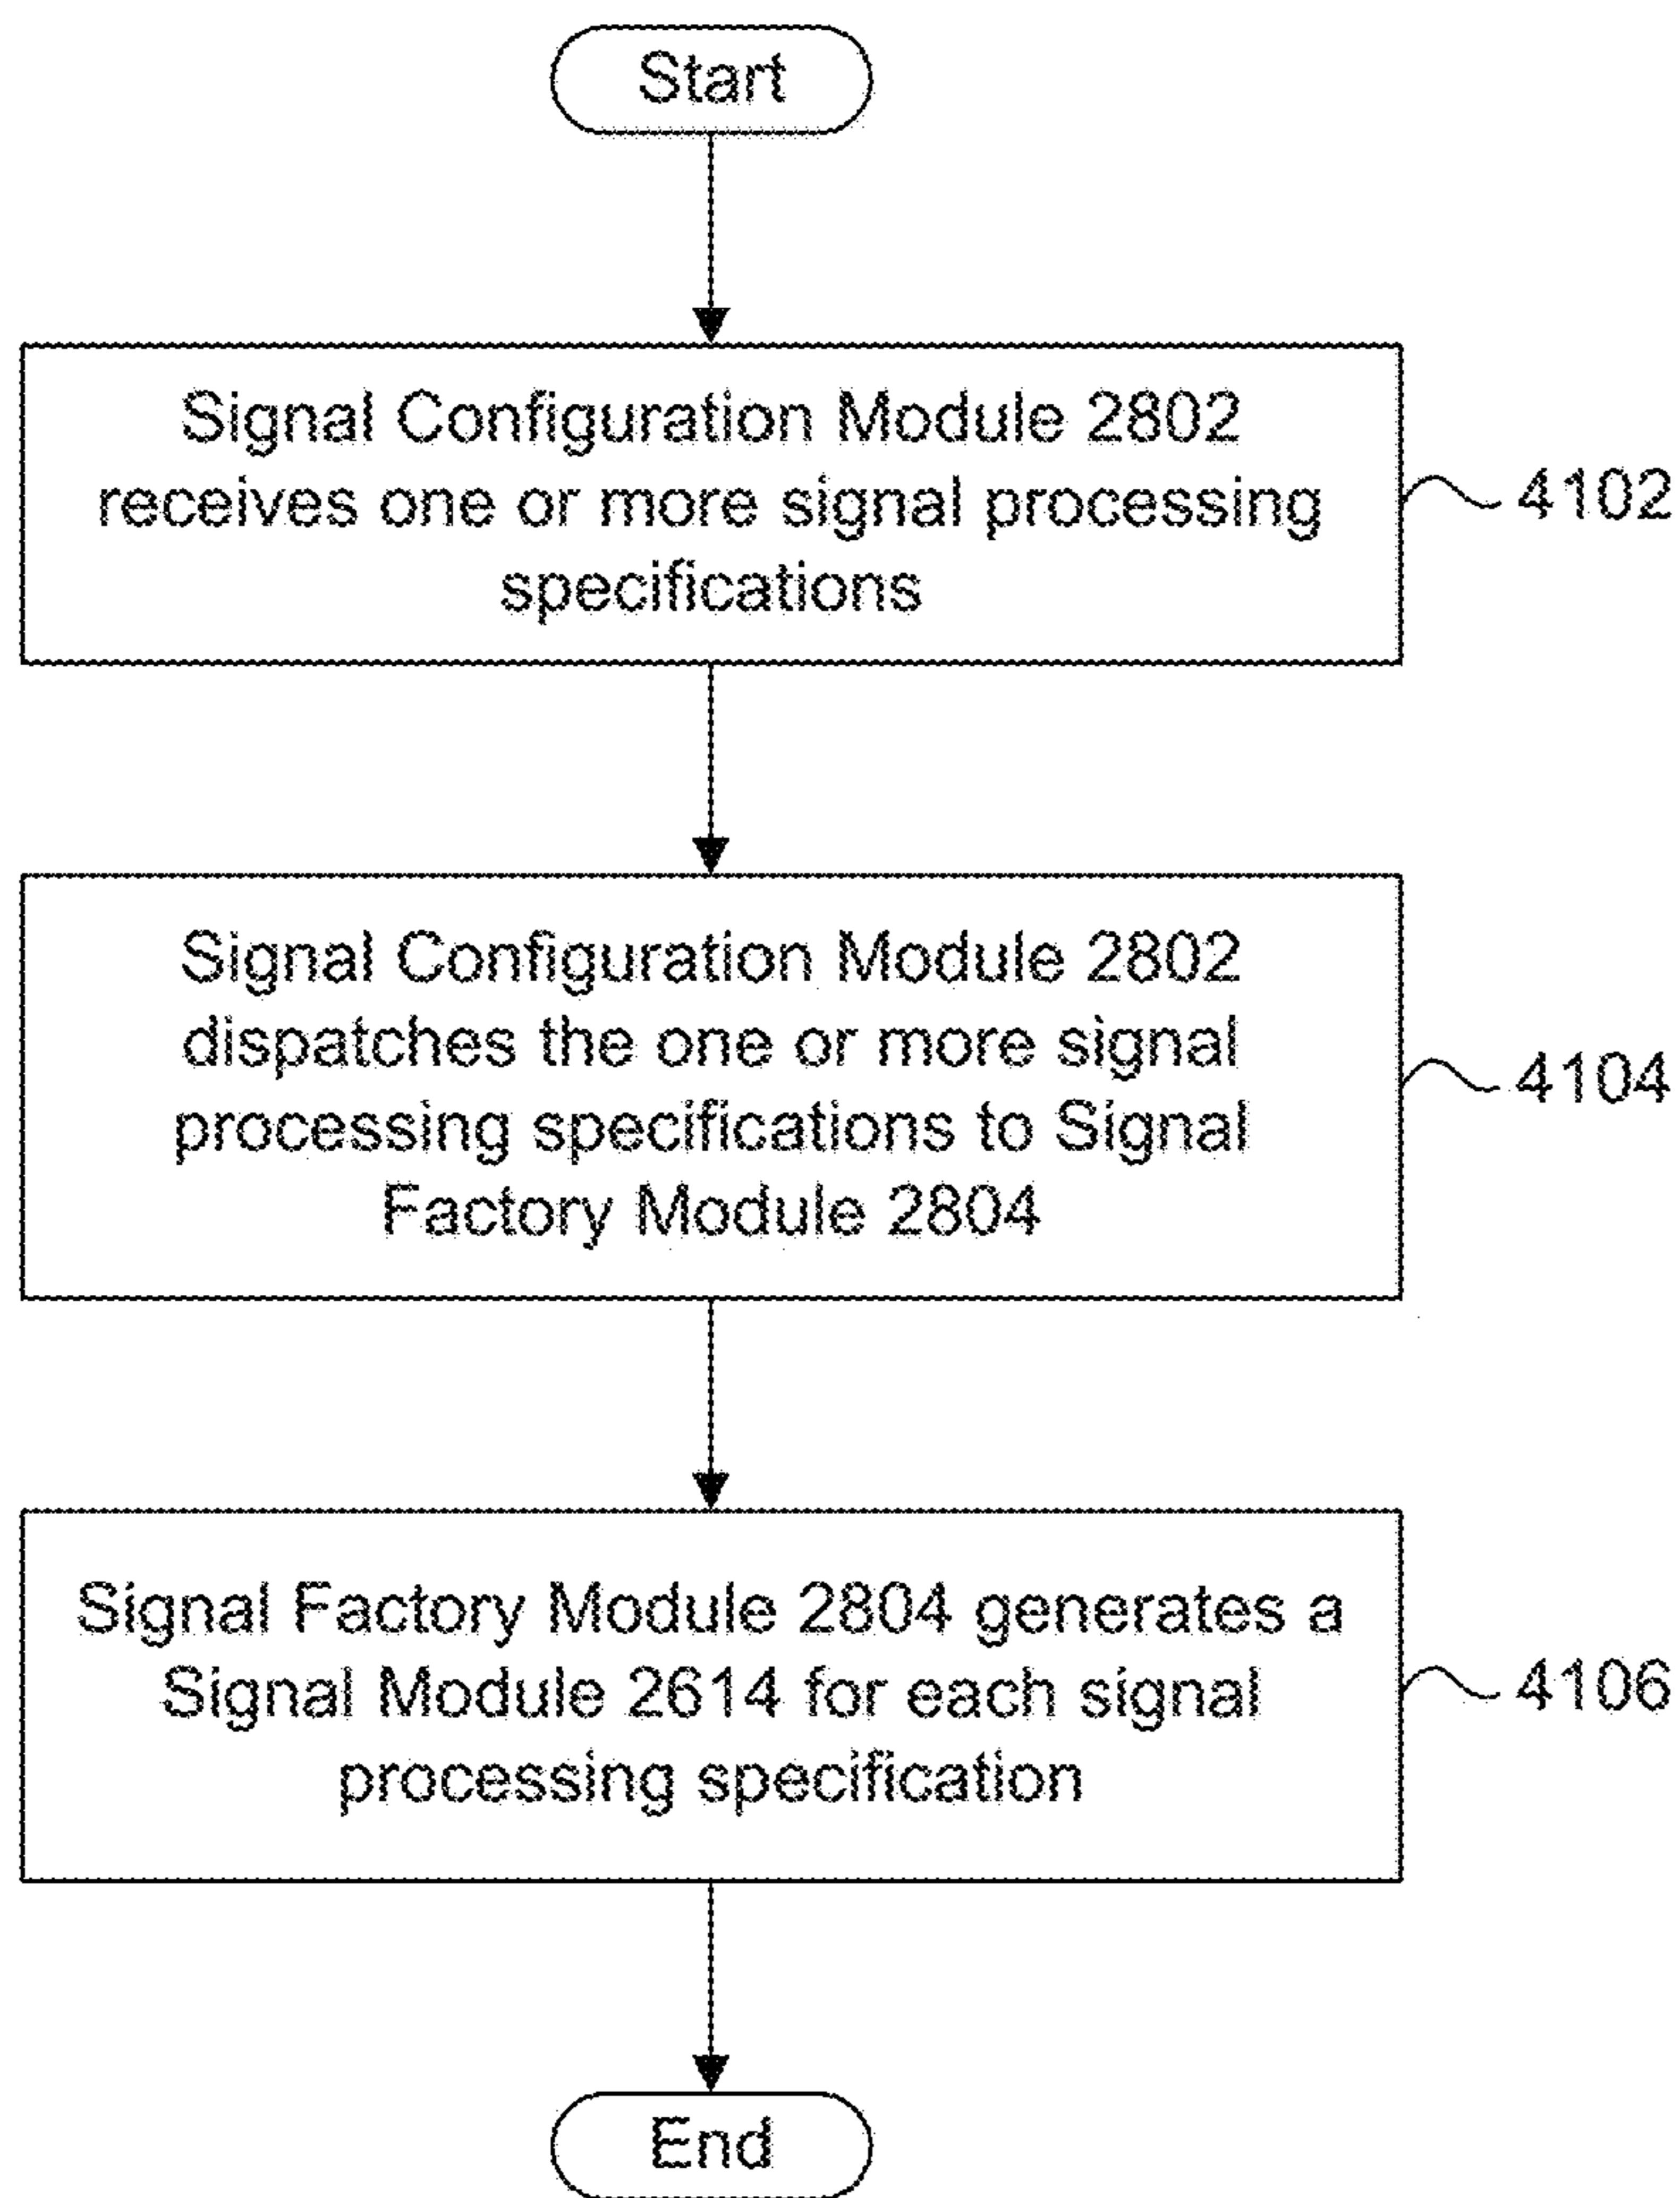 Start
Signal Configuration Module 2802
receives one or more signal processing
specifications
4102
Signal Configuration Module 2802
dispatches the one or more signal
processing specifications to Signal
Factory Module 2804
4104
Signal Factory Module 2804 generates a
Signal Module 2614 for each signal
processing specification
4106
End